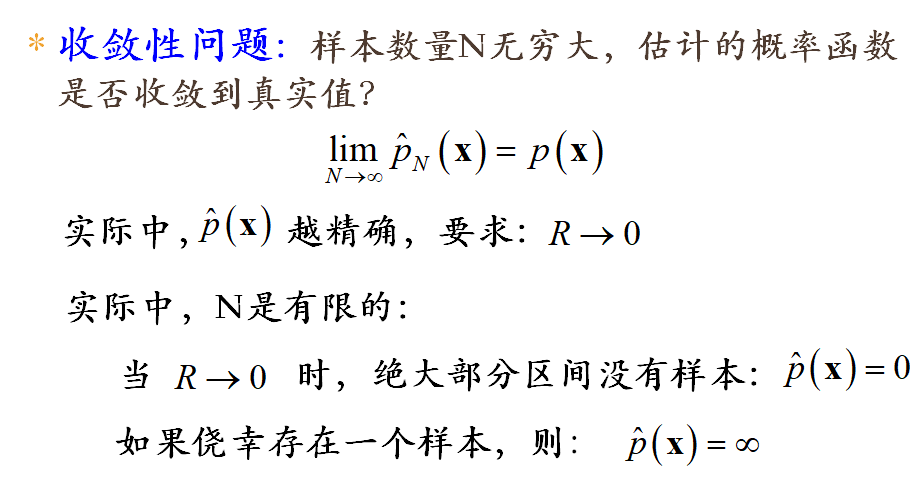 * 收敛性问题：样本数量N无穷大，估计的概率函数
是否收敛到真实值？
$\lim_{N \to \infty} \hat{p}_N(\mathbf{x}) = p(\mathbf{x})$
实际中，$\hat{p}(\mathbf{x})$ 越精确，要求：$R \to 0$
实际中，N是有限的：
当 $R \to 0$ 时，绝大部分区间没有样本：$\hat{p}(\mathbf{x}) = 0$
如果侥幸存在一个样本，则：$\hat{p}(\mathbf{x}) = \infty$